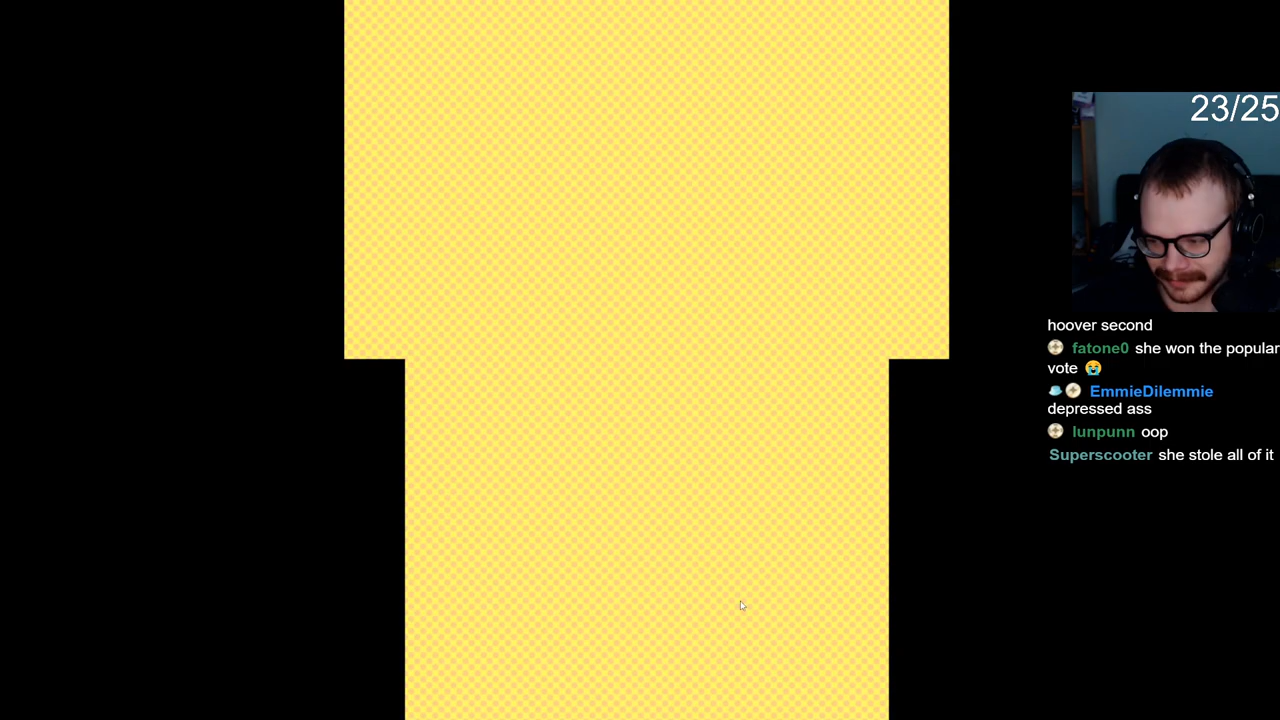 23/25
hoover second
fatone0 she won the popular
vote 😭
EmmieDilemmie
depressed ass
lunpunn oop
Superscooter she stole all of it